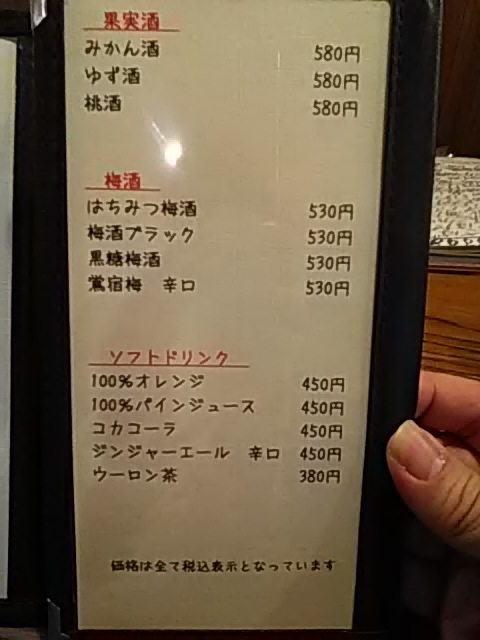 果実酒
みかん酒 580円
ゆず酒 580円
桃酒 580円
梅酒
はちみつ梅酒 530円
梅酒ブラック 530円
黒糖梅酒 530円
鴬宿梅 辛口 530円
ソフトドリンク
100%オレンジ 450円
100%パインジュース 450円
コカコーラ 450円
ジンジャーエール 辛口 450円
ウーロン茶 380円
価格は全て税込表示となっています